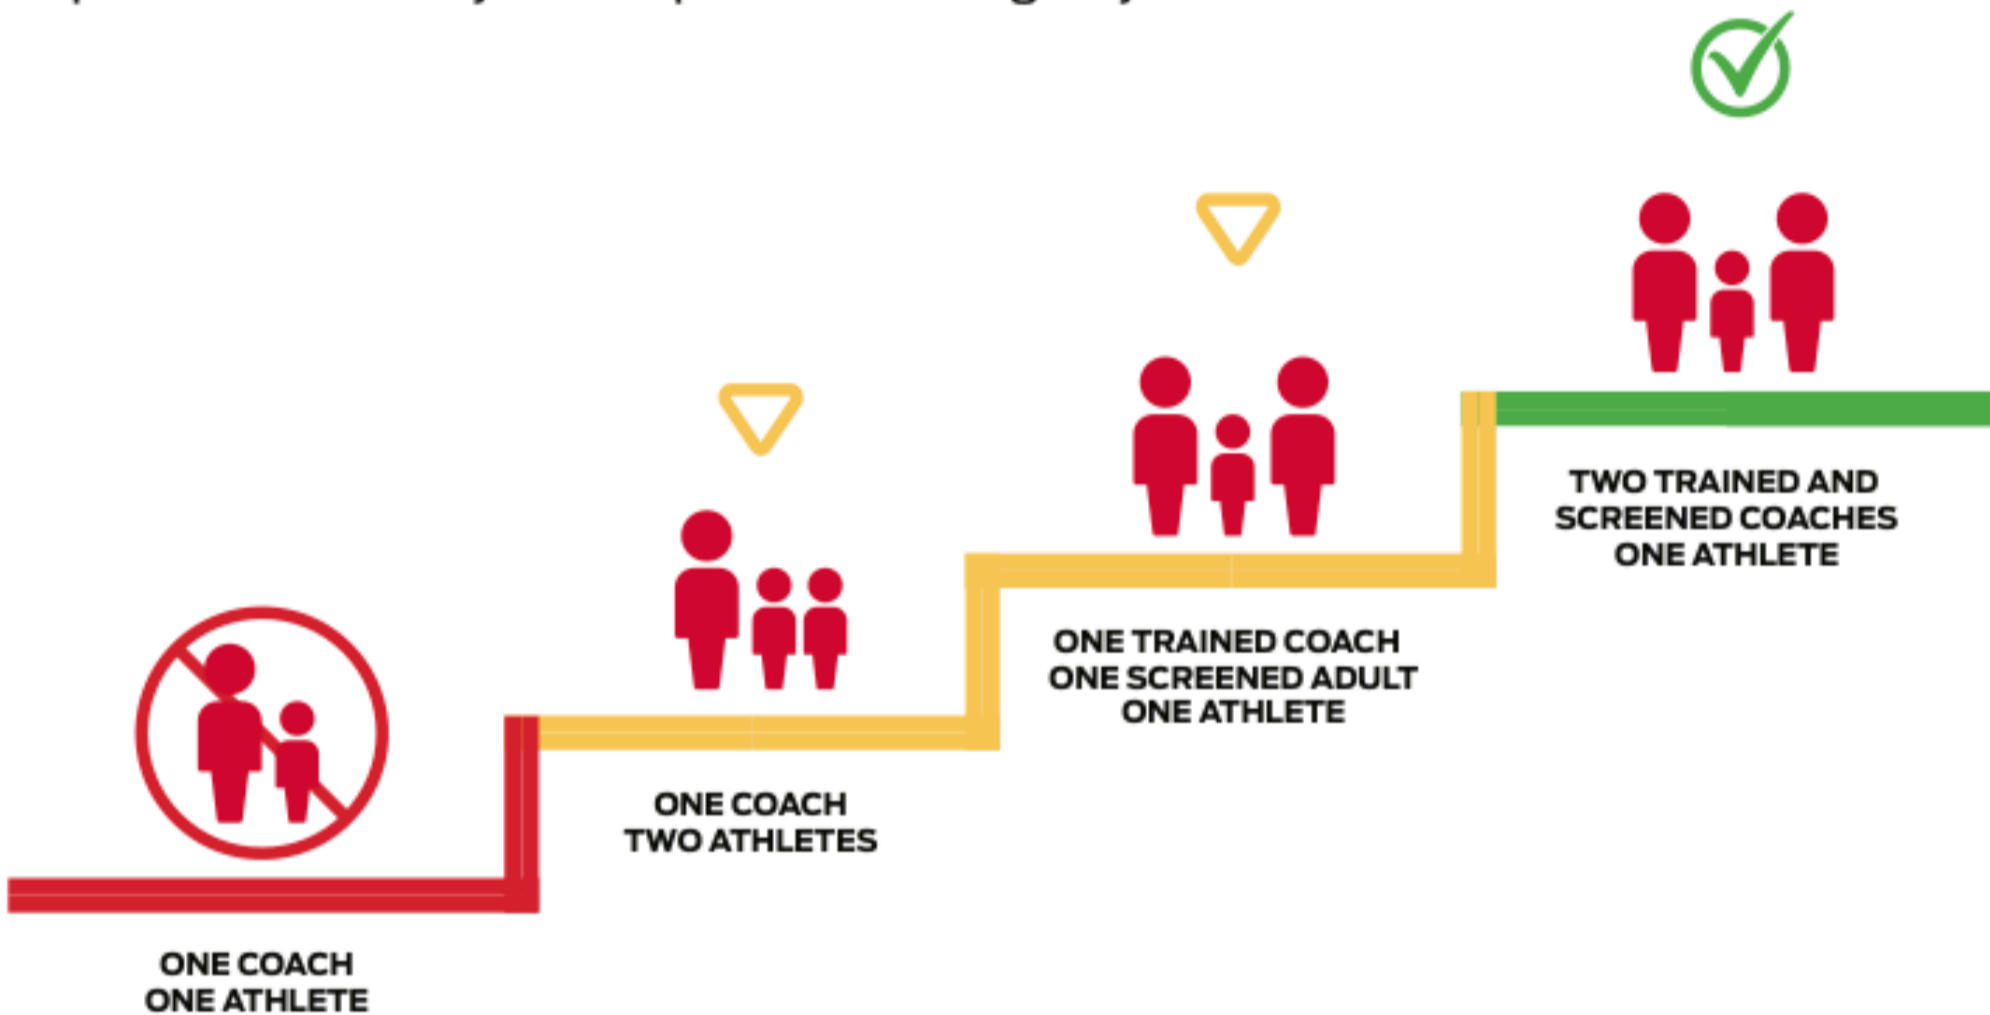 ONE COACH
ONE ATHLETE
ONE COACH
TWO ATHLETES
ONE TRAINED COACH
ONE SCREENED ADULT
ONE ATHLETE
TWO TRAINED AND
SCREENED COACHES
ONE ATHLETE